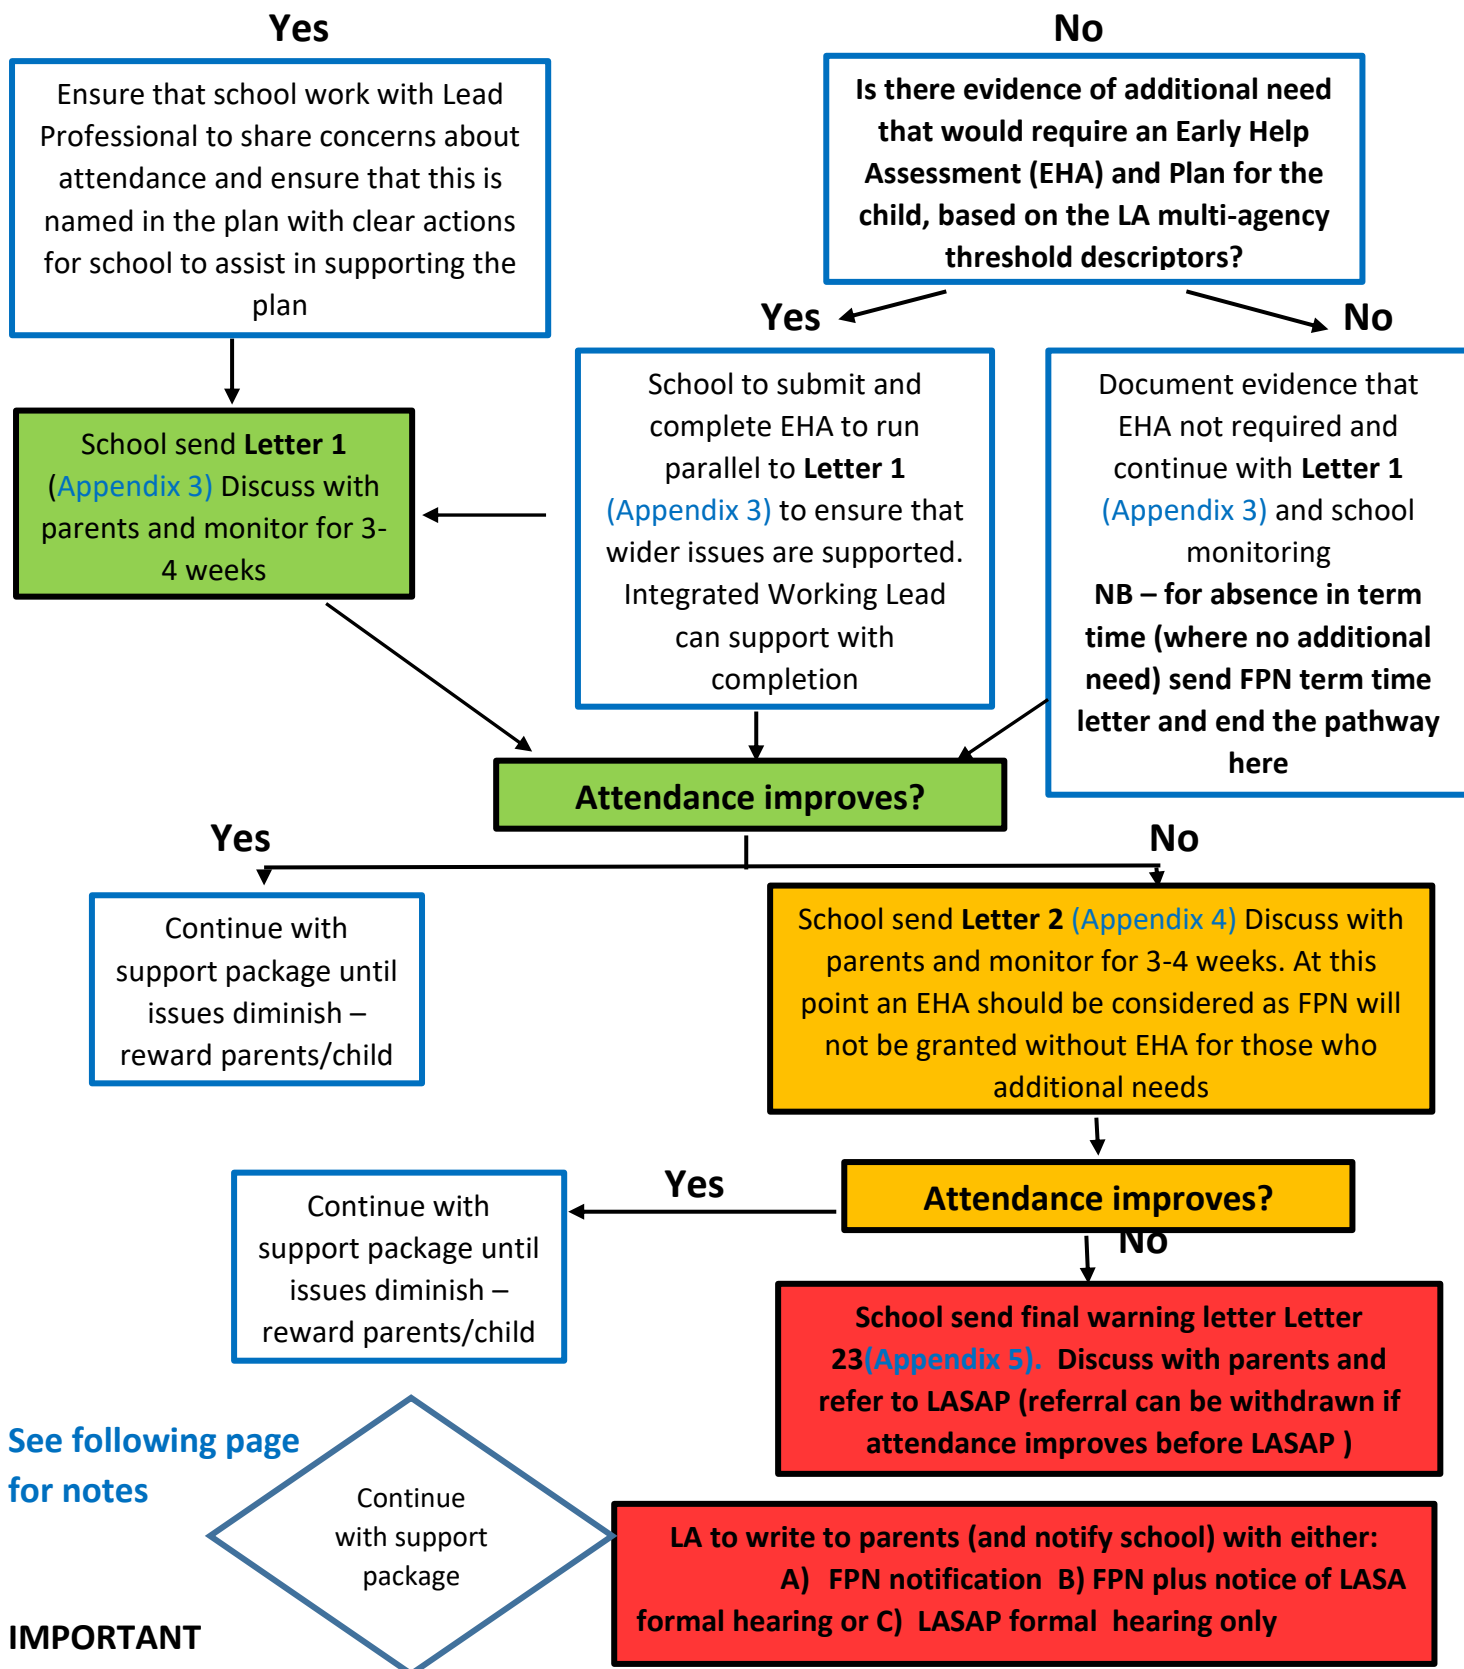 Yes
No
Ensure that school work with Lead
Professional to share concerns about
attendance and ensure that this is
named in the plan with clear actions
for school to assist in supporting the
plan
Is there evidence of additional need
that would require an Early Help
Assessment (EHA) and Plan for the
child, based on the LA multi-agency
threshold descriptors?
Yes
No
School send Letter 1
(Appendix 3) Discuss with
parents and monitor for 3-
4 weeks
School to submit and
complete EHA to run
parallel to Letter 1
(Appendix 3) to ensure that
wider issues are supported.
Integrated Working Lead
can support with
completion
Document evidence that
EHA not required and
continue with Letter 1
(Appendix 3) and school
monitoring
NB – for absence in term
time (where no additional
need) send FPN term time
letter and end the pathway
here
Attendance improves?
Yes
No
Continue with
support package until
issues diminish –
reward parents/child
School send Letter 2 (Appendix 4) Discuss with
parents and monitor for 3-4 weeks. At this
point an EHA should be considered as FPN will
not be granted without EHA for those who
additional needs
Yes
Attendance improves?
No
Continue with
support package until
issues diminish –
reward parents/child
School send final warning letter Letter
23(Appendix 5). Discuss with parents and
refer to LASAP (referral can be withdrawn if
attendance improves before LASAP )
See following page
for notes
Continue
with support
package
LA to write to parents (and notify school) with either:
A) FPN notification B) FPN plus notice of LASA
formal hearing or C) LASAP formal hearing only
IMPORTANT